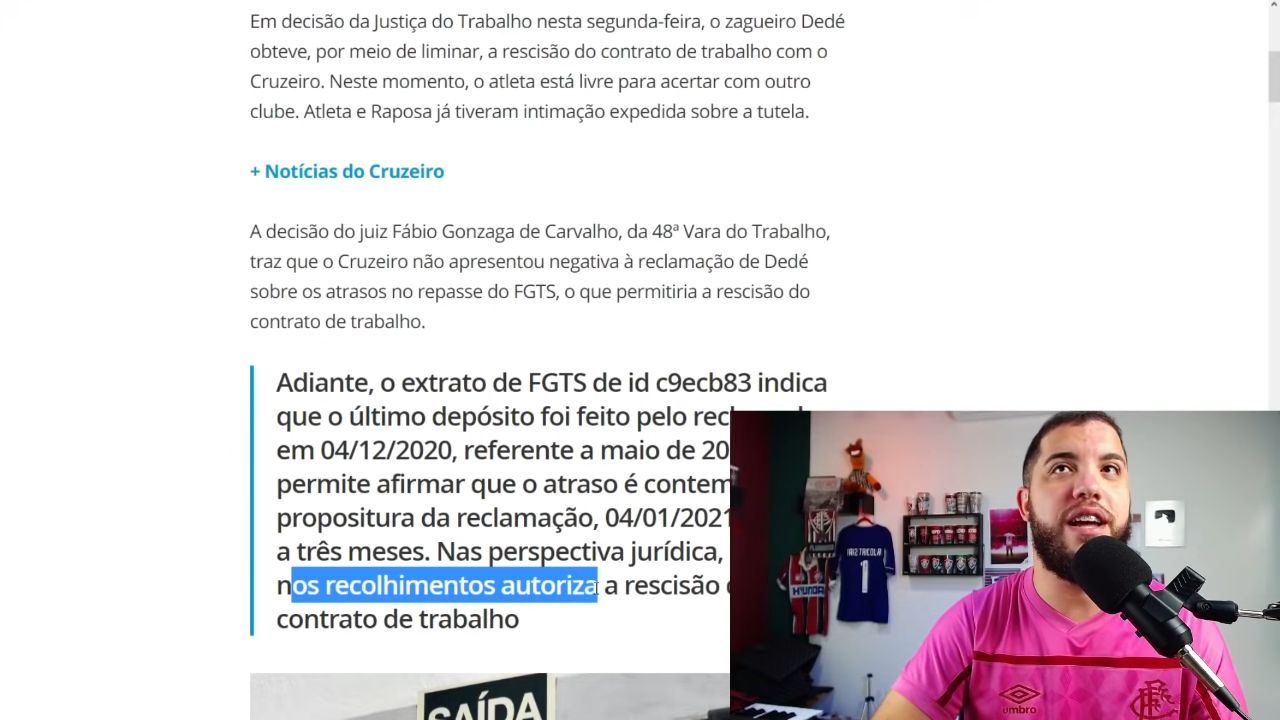 Em decisão da Justiça do Trabalho nesta segunda-feira, o zagueiro Dedé
obteve, por meio de liminar, a rescisão do contrato de trabalho com o
Cruzeiro. Neste momento, o atleta está livre para acertar com outro
clube. Atleta e Raposa já tiveram intimação expedida sobre a tutela.
+ Notícias do Cruzeiro
A decisão do juiz Fábio Gonzaga de Carvalho, da 48ª Vara do Trabalho,
traz que o Cruzeiro não apresentou negativa à reclamação de Dedé
sobre os atrasos no repasse do FGTS, o que permitiria a rescisão do
contrato de trabalho.
Adiante, o extrato de FGTS de id c9ecb83 indica
que o último depósito foi feito pelo
em 04/12/2020, referente a maio de 20
permite afirmar que o atraso é
propositura da reclamação, 04/01/2021
a três meses. Nas perspectiva jurídica,
nos recolhimentos autoriza a rescisão
contrato de trabalho
SAÍDA
umbro
1